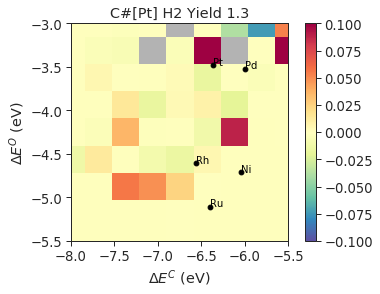 C#[Pt] H2 Yield 1.3
ΔE^O (eV)
−3.0
−3.5
−4.0
−4.5
−5.0
−5.5
Pt
Pd
Rh
Ni
Ru
−8.0 −7.5 −7.0 −6.5 −6.0 −5.5
ΔE^C (eV)
0.100
0.075
0.050
0.025
0.000
−0.025
−0.050
−0.075
−0.100